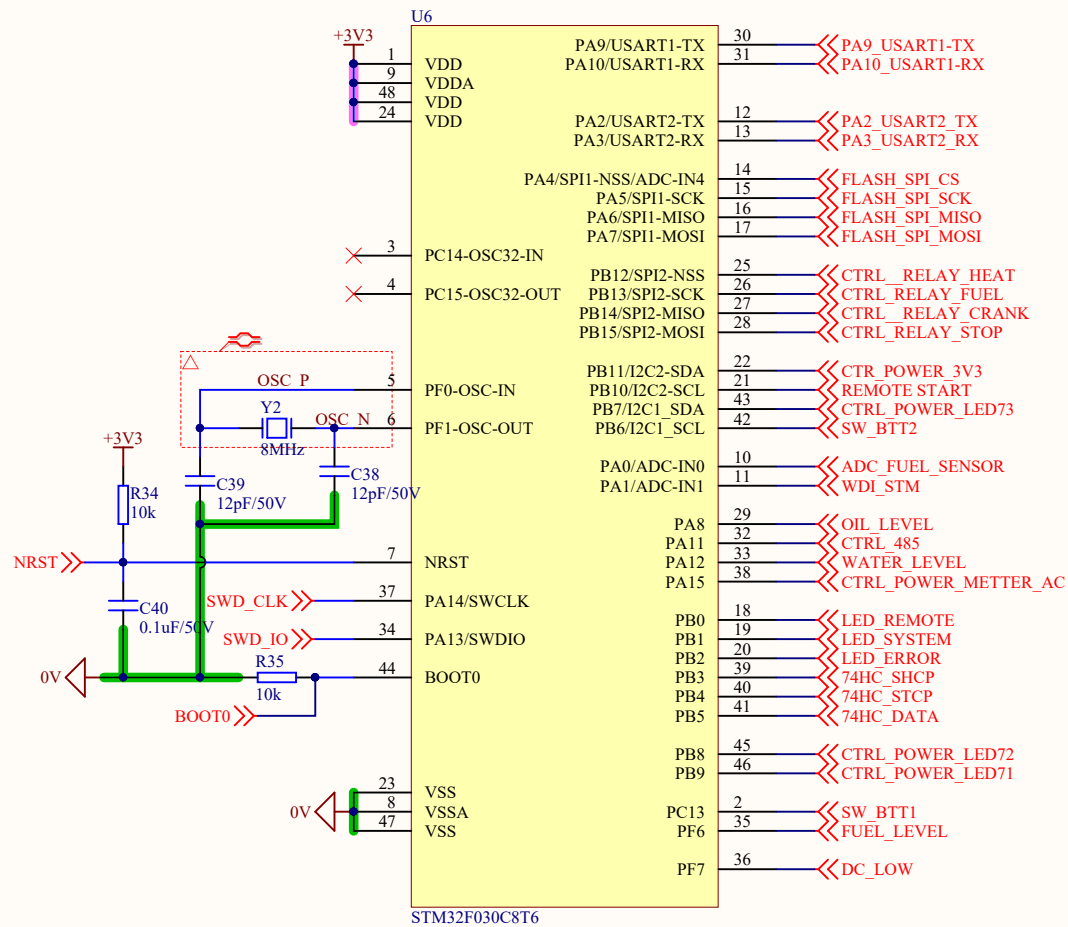 U6
+3V3
1 VDD
9 VDDA
48 VDD
24 VDD
3 PC14-OSC32-IN
4 PC15-OSC32-OUT
OSC_P
5 PF0-OSC-IN
Y2
OSC_N
6 PF1-OSC-OUT
8MHz
C39
12pF/50V
C38
12pF/50V
+3V3
R34
10k
NRST
7 NRST
C40
0.1uF/50V
SWD_CLK
37 PA14/SWCLK
SWD_IO
34 PA13/SWDIO
0V
R35
10k
44 BOOT0
BOOT0
23 VSS
0V
8 VSSA
47 VSS
PA9/USART1-TX 30 PA9_USART1-TX
PA10/USART1-RX 31 PA10_USART1-RX
PA2/USART2-TX 12 PA2_USART2_TX
PA3/USART2-RX 13 PA3_USART2_RX
PA4/SPI1-NSS/ADC-IN4 14 FLASH_SPI_CS
PA5/SPI1-SCK 15 FLASH_SPI_SCK
PA6/SPI1-MISO 16 FLASH_SPI_MISO
PA7/SPI1-MOSI 17 FLASH_SPI_MOSI
PB12/SPI2-NSS 25 CTRL__RELAY_HEAT
PB13/SPI2-SCK 26 CTRL_RELAY_FUEL
PB14/SPI2-MISO 27 CTRL__RELAY_CRANK
PB15/SPI2-MOSI 28 CTRL_RELAY_STOP
PB11/I2C2-SDA 22 CTR_POWER_3V3
PB10/I2C2-SCL 21 REMOTE START
PB7/I2C1_SDA 43 CTRL_POWER_LED73
PB6/I2C1_SCL 42 SW_BTT2
PA0/ADC-IN0 10 ADC_FUEL_SENSOR
PA1/ADC-IN1 11 WDI_STM
PA8 29 OIL_LEVEL
PA11 32 CTRL_485
PA12 33 WATER_LEVEL
PA15 38 CTRL_POWER_METTER_AC
PB0 18 LED_REMOTE
PB1 19 LED_SYSTEM
PB2 20 LED_ERROR
PB3 39 74HC_SHCP
PB4 40 74HC_STCP
PB5 41 74HC_DATA
PB8 45 CTRL_POWER_LED72
PB9 46 CTRL_POWER_LED71
PC13 2 SW_BTT1
PF6 35 FUEL_LEVEL
PF7 36 DC_LOW
STM32F030C8T6